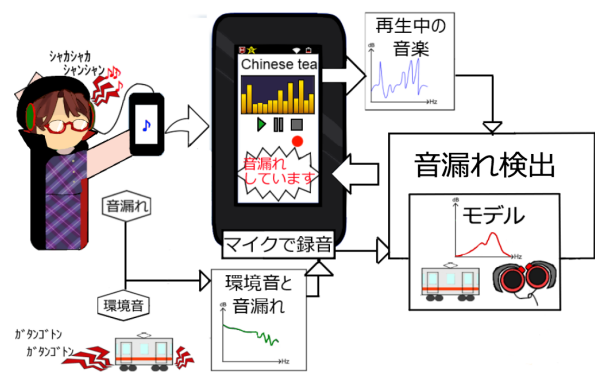 シャカシャカ
シャンシャン
再生中の
音楽
dB
Hz
Chinese tea
音漏れ
しています
音漏れ検出
モデル
dB
Hz
マイクで録音
音漏れ
環境音
環境音と
音漏れ
dB
Hz
ガタンゴトン
ガタンゴトン